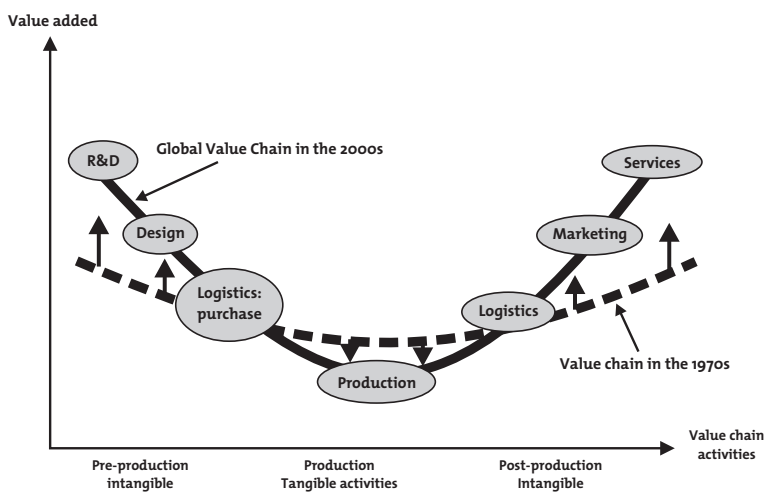 Value added
R&D
Global Value Chain in the 2000s
Services
Design
Marketing
Logistics:
purchase
Logistics
Value chain in the 1970s
Production
Value chain
activities
Pre-production
intangible
Production
Tangible activities
Post-production
Intangible